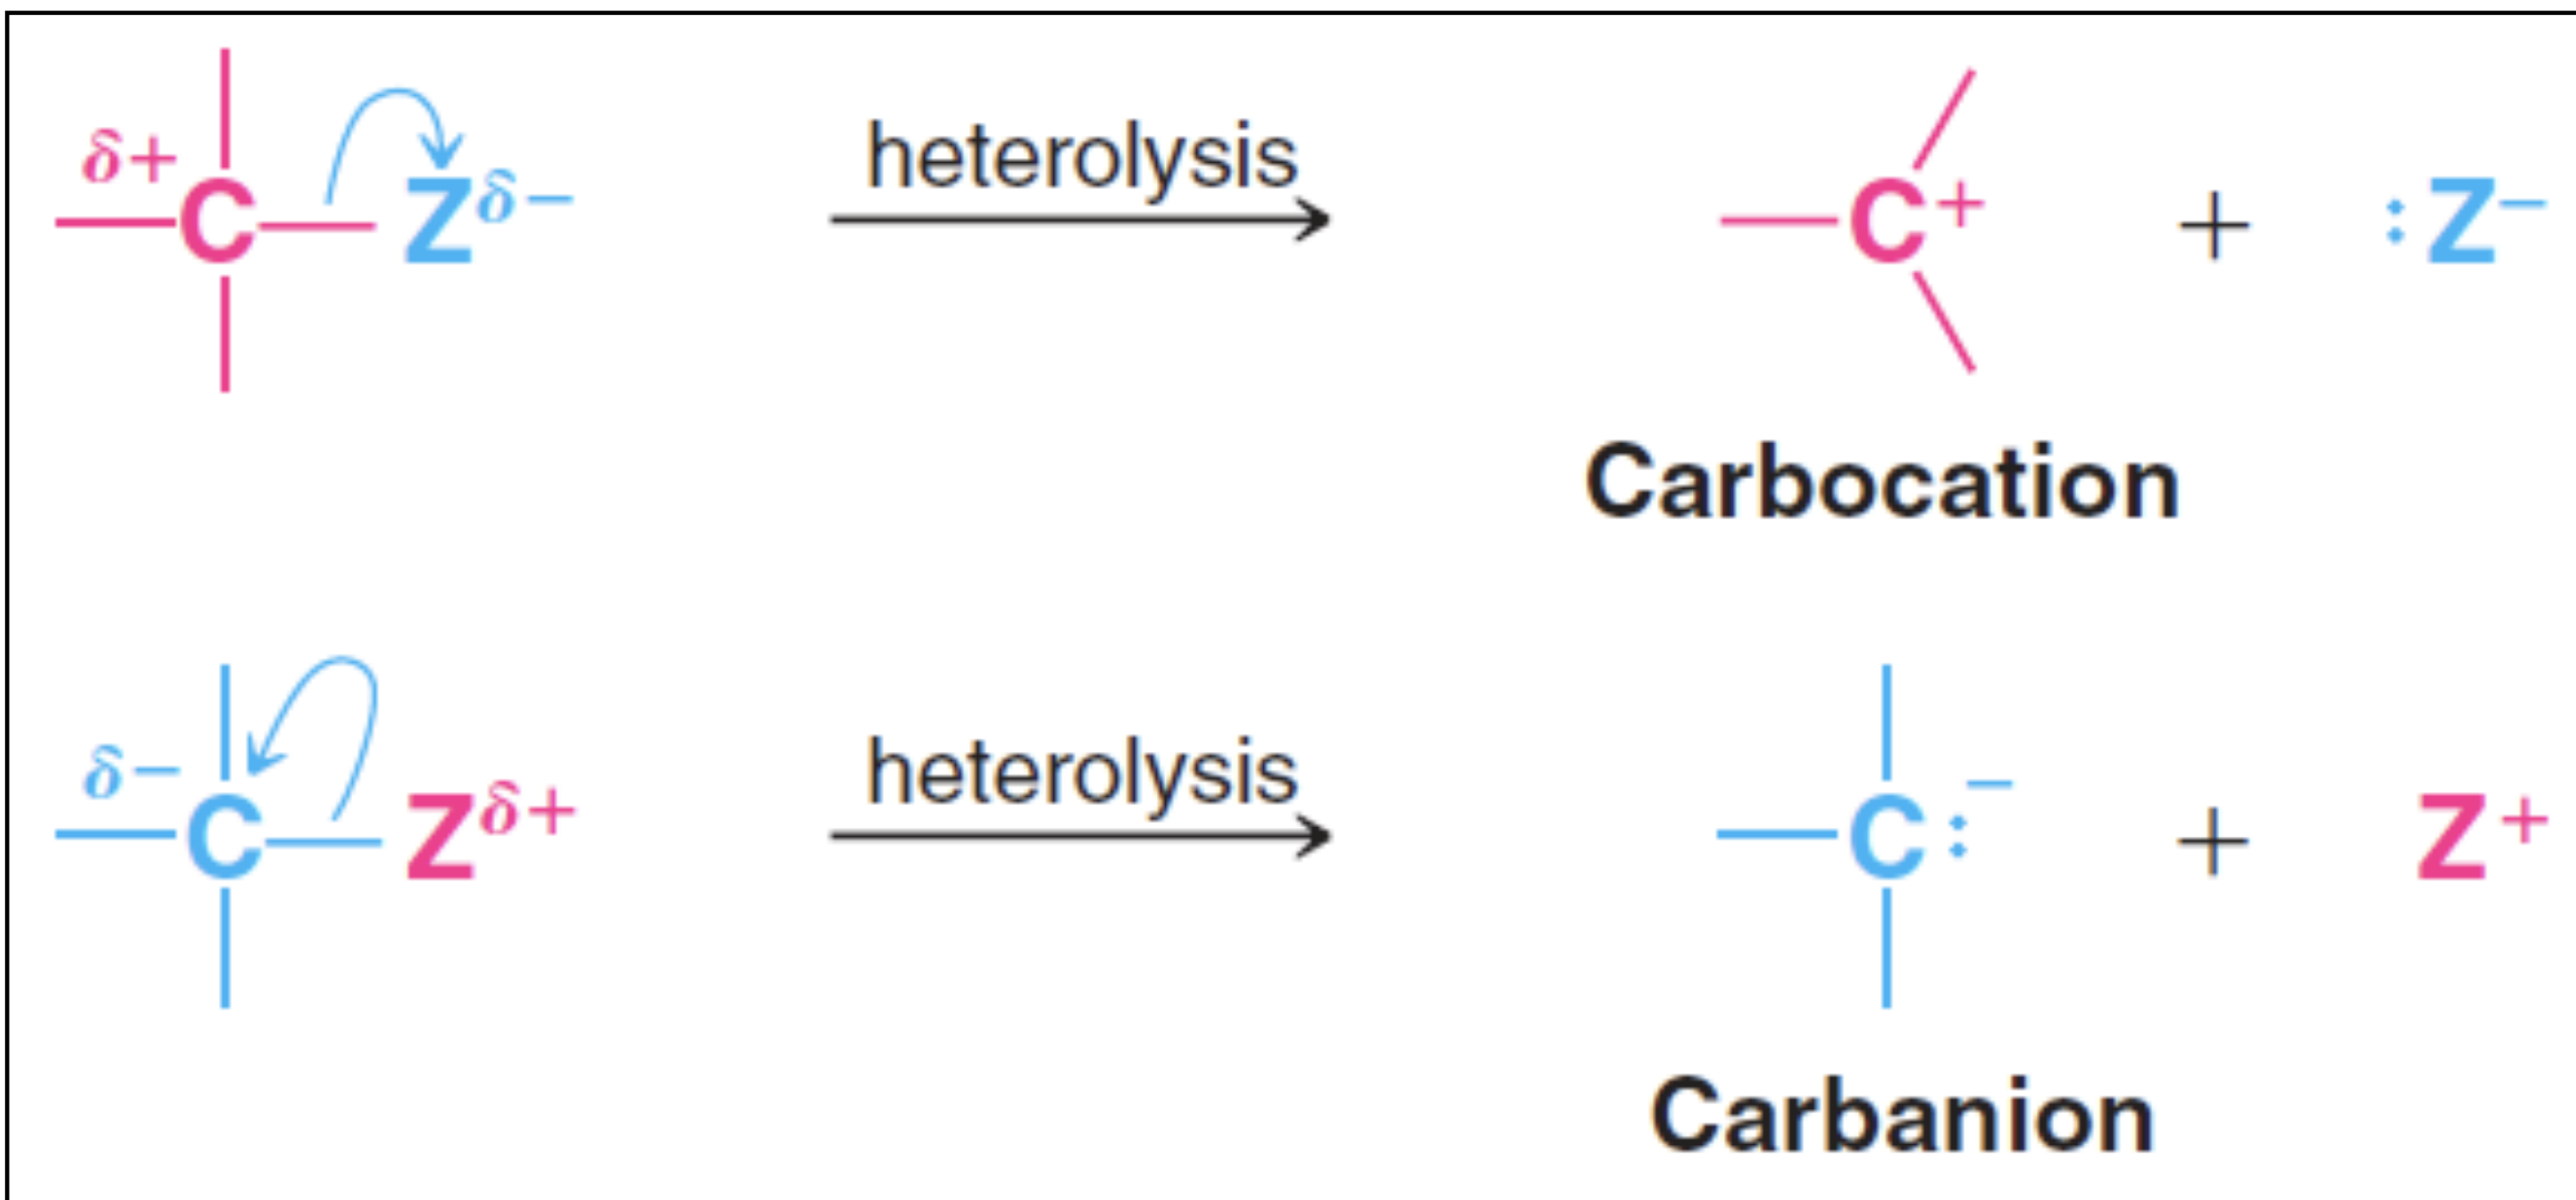 δ+ C Z δ− heterolysis C+ + :Z−
Carbocation
δ− C Z δ+ heterolysis C:− + Z+
Carbanion